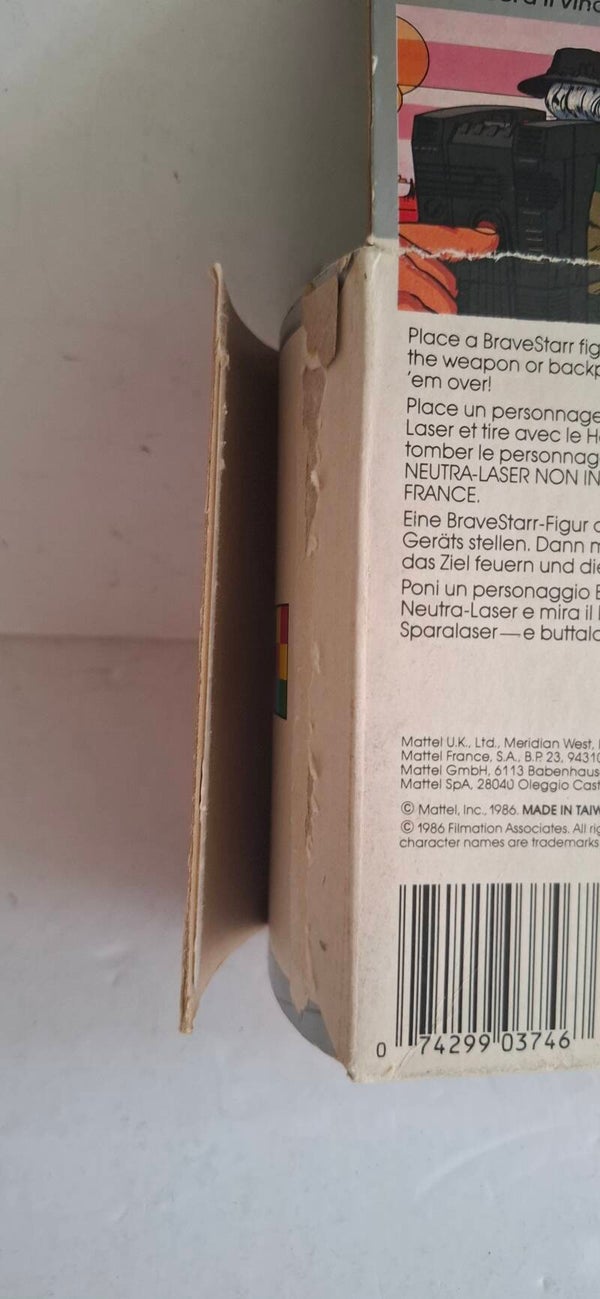 Place a BraveStarr fig
the weapon or backp
'em over!
Place un personnage
Laser et tire avec le H
tomber le personnag
NEUTRA-LASER NON IN
FRANCE.
Eine BraveStarr-Figur
Geräts stellen. Dann m
das Ziel feuern und die
Poni un personaggio
Neutra-Laser e mira il
Sparalaser—e buttalo
Mattel U.K., Ltd., Meridian West,
Mattel France, S.A., B.P. 23, 9431
Mattel GmbH, 6113 Babenhaus
Mattel SpA, 28040 Oleggio Cast
© Mattel, Inc., 1986. MADE IN TAIW
© 1986 Filmation Associates. All rig
character names are trademarks
0 74299 03746